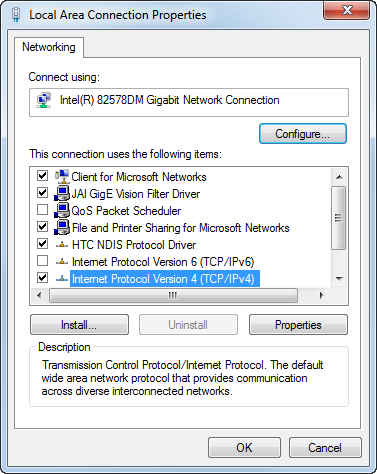 Local Area Connection Properties
Networking
Connect using:
Intel(R) 82578DM Gigabit Network Connection
Configure...
This connection uses the following items:
Client for Microsoft Networks
JAI GigE Vision Filter Driver
QoS Packet Scheduler
File and Printer Sharing for Microsoft Networks
HTC NDIS Protocol Driver
Internet Protocol Version 6 (TCP/IPv6)
Internet Protocol Version 4 (TCP/IPv4)
Install...
Uninstall
Properties
Description
Transmission Control Protocol/Internet Protocol. The default
wide area network protocol that provides communication
across diverse interconnected networks.
OK
Cancel